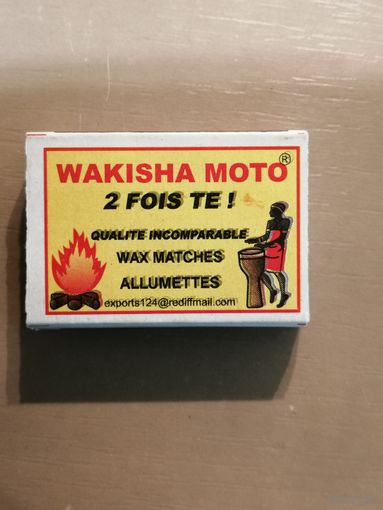 WAKISHA MOTO ®
2 FOIS TE !
QUALITE INCOMPARABLE
WAX MATCHES
ALLUMETTES
exports124@rediffmail.com